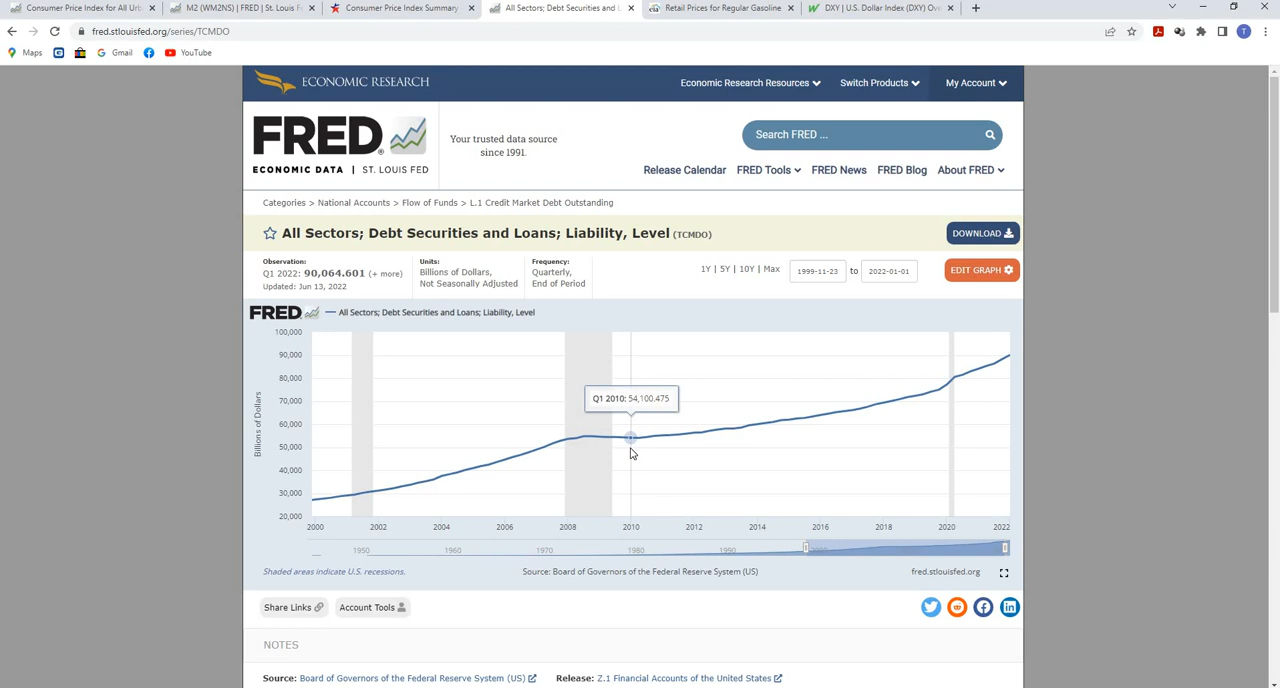 Consumer Price Index for All Urb
M2 (WM2NS) | FRED | St. Louis F
Consumer Price Index Summary
All Sectors; Debt Securities and L
Retail Prices for Regular Gasoline
DXY | U.S. Dollar Index (DXY) Ove
fred.stlouisfed.org/series/TCMDO
T
Maps
Gmail
YouTube
ECONOMIC RESEARCH
Economic Research Resources
Switch Products
My Account
FRED
ECONOMIC DATA | ST. LOUIS FED
Your trusted data source
since 1991.
Search FRED ...
Release Calendar
FRED Tools
FRED News
FRED Blog
About FRED
Categories > National Accounts > Flow of Funds > L.1 Credit Market Debt Outstanding
All Sectors; Debt Securities and Loans; Liability, Level (TCMDO)
DOWNLOAD
Observation:
Q1 2022: 90,064.601 (+ more)
Updated: Jun 13, 2022
Units:
Billions of Dollars,
Not Seasonally Adjusted
Frequency:
Quarterly,
End of Period
1Y | 5Y | 10Y | Max
1999-11-23 to 2022-01-01
EDIT GRAPH
FRED
All Sectors; Debt Securities and Loans; Liability, Level
100,000
90,000
80,000
70,000
60,000
50,000
40,000
30,000
20,000
Billions of Dollars
Q1 2010: 54,100.475
2000 2002 2004 2006 2008 2010 2012 2014 2016 2018 2020 2022
1950 1960 1970 1980 1990 2000 2010
Shaded areas indicate U.S. recessions.
Source: Board of Governors of the Federal Reserve System (US)
fred.stlouisfed.org
Share Links
Account Tools
NOTES
Source: Board of Governors of the Federal Reserve System (US)
Release: Z.1 Financial Accounts of the United States